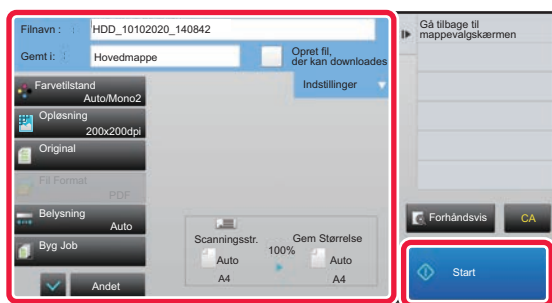 Filnavn :
HDD_10102020_140842
Gemt i:
Hovedmappe
Opret fil,
der kan downloades
Indstillinger
Farvetilstand
Auto/Mono2
Opløsning
200x200dpi
Original
Fil Format
PDF
Belysning
Auto
Byg Job
Andet
Scanningsstr.
Auto
A4
100%
Gem Størrelse
Auto
A4
Gå tilbage til
mappevalgskærmen
Forhåndsvis
CA
Start